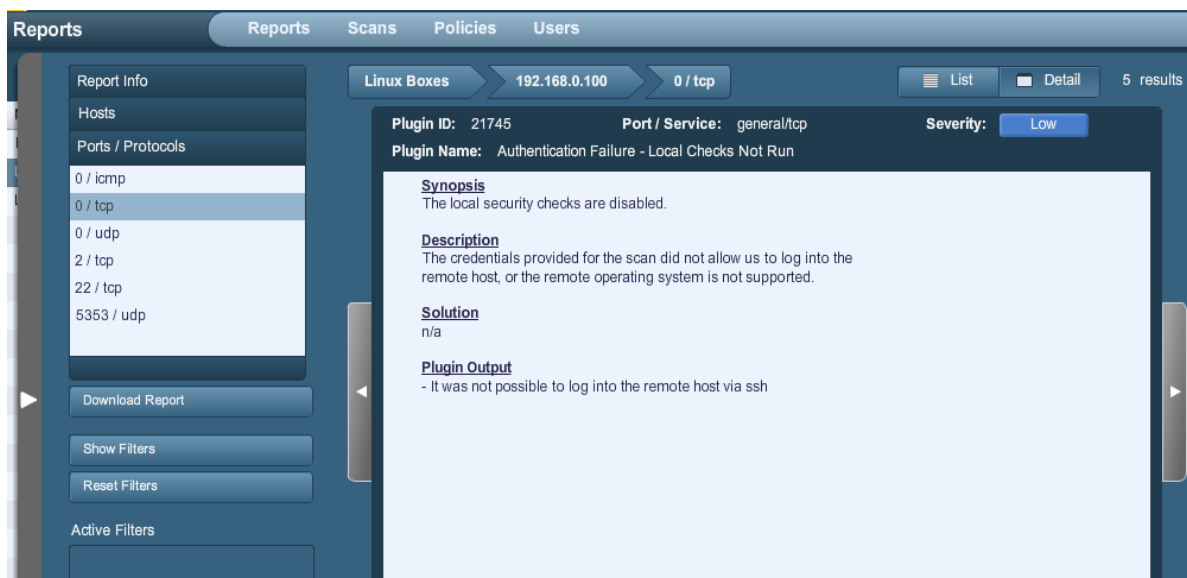 Reports
Reports Scans Policies Users
Report Info
Hosts
Ports / Protocols
0 / icmp
0 / tcp
0 / udp
2 / tcp
22 / tcp
5353 / udp
Download Report
Show Filters
Reset Filters
Active Filters
Linux Boxes 192.168.0.100 0 / tcp
List Detail 5 results
Plugin ID: 21745 Port / Service: general/tcp Severity: Low
Plugin Name: Authentication Failure - Local Checks Not Run
Synopsis
The local security checks are disabled.
Description
The credentials provided for the scan did not allow us to log into the
remote host, or the remote operating system is not supported.
Solution
n/a
Plugin Output
- It was not possible to log into the remote host via ssh